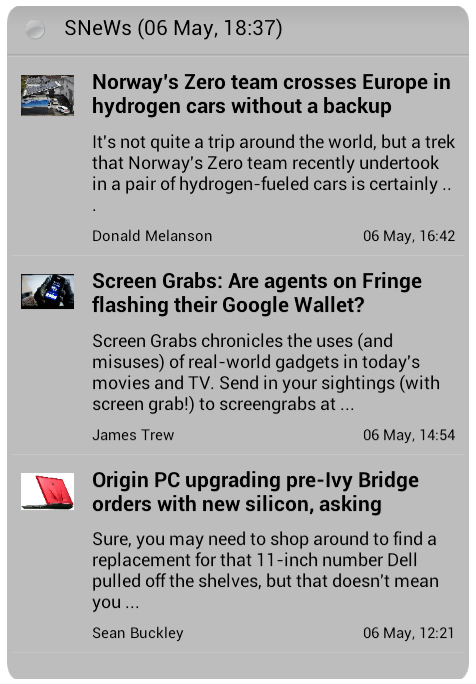 SNeWs (06 May, 18:37)
Norway's Zero team crosses Europe in
hydrogen cars without a backup
It's not quite a trip around the world, but a trek
that Norway's Zero team recently undertook
in a pair of hydrogen-fueled cars is certainly ..
.
Donald Melanson 06 May, 16:42
Screen Grabs: Are agents on Fringe
flashing their Google Wallet?
Screen Grabs chronicles the uses (and
misuses) of real-world gadgets in today's
movies and TV. Send in your sightings (with
screen grab!) to screengrabs at ...
James Trew 06 May, 14:54
Origin PC upgrading pre-Ivy Bridge
orders with new silicon, asking
Sure, you may need to shop around to find a
replacement for that 11-inch number Dell
pulled off the shelves, but that doesn't mean
you ...
Sean Buckley 06 May, 12:21